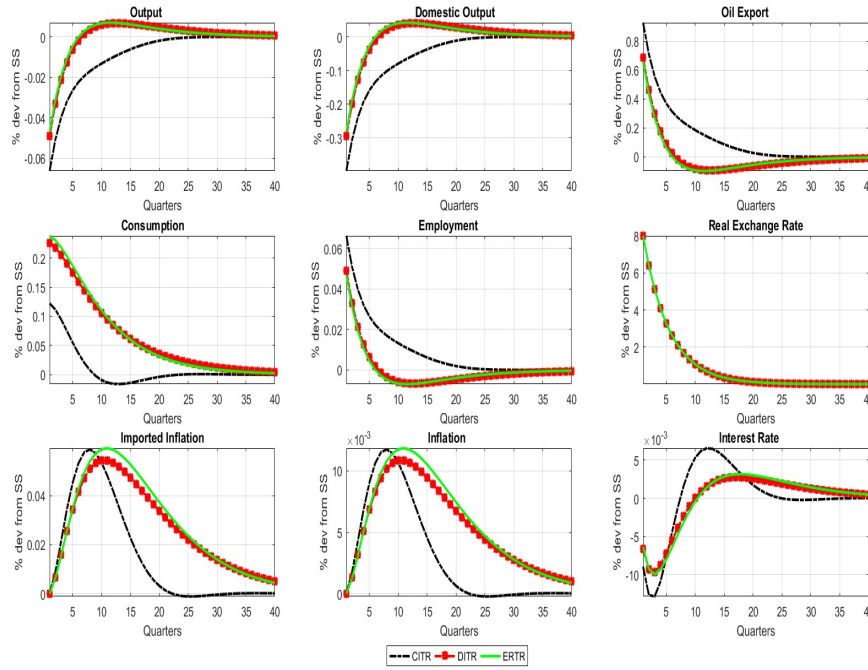 Output
% dev from SS
0
-0.02
-0.04
-0.06
5 10 15 20 25 30 35 40
Quarters
Domestic Output
% dev from SS
0
-0.1
-0.2
-0.3
5 10 15 20 25 30 35 40
Quarters
Oil Export
% dev from SS
0.8
0.6
0.4
0.2
0
5 10 15 20 25 30 35 40
Quarters
Consumption
% dev from SS
0.2
0.15
0.1
0.05
0
5 10 15 20 25 30 35 40
Quarters
Employment
% dev from SS
0.06
0.04
0.02
0
5 10 15 20 25 30 35 40
Quarters
Real Exchange Rate
% dev from SS
8
6
4
2
5 10 15 20 25 30 35 40
Quarters
Imported Inflation
% dev from SS
0.04
0.02
0
5 10 15 20 25 30 35 40
Quarters
Inflation
×10⁻³
% dev from SS
10
5
0
5 10 15 20 25 30 35 40
Quarters
Interest Rate
×10⁻³
% dev from SS
5
0
-5
-10
5 10 15 20 25 30 35 40
Quarters
CITR DITR ERTR